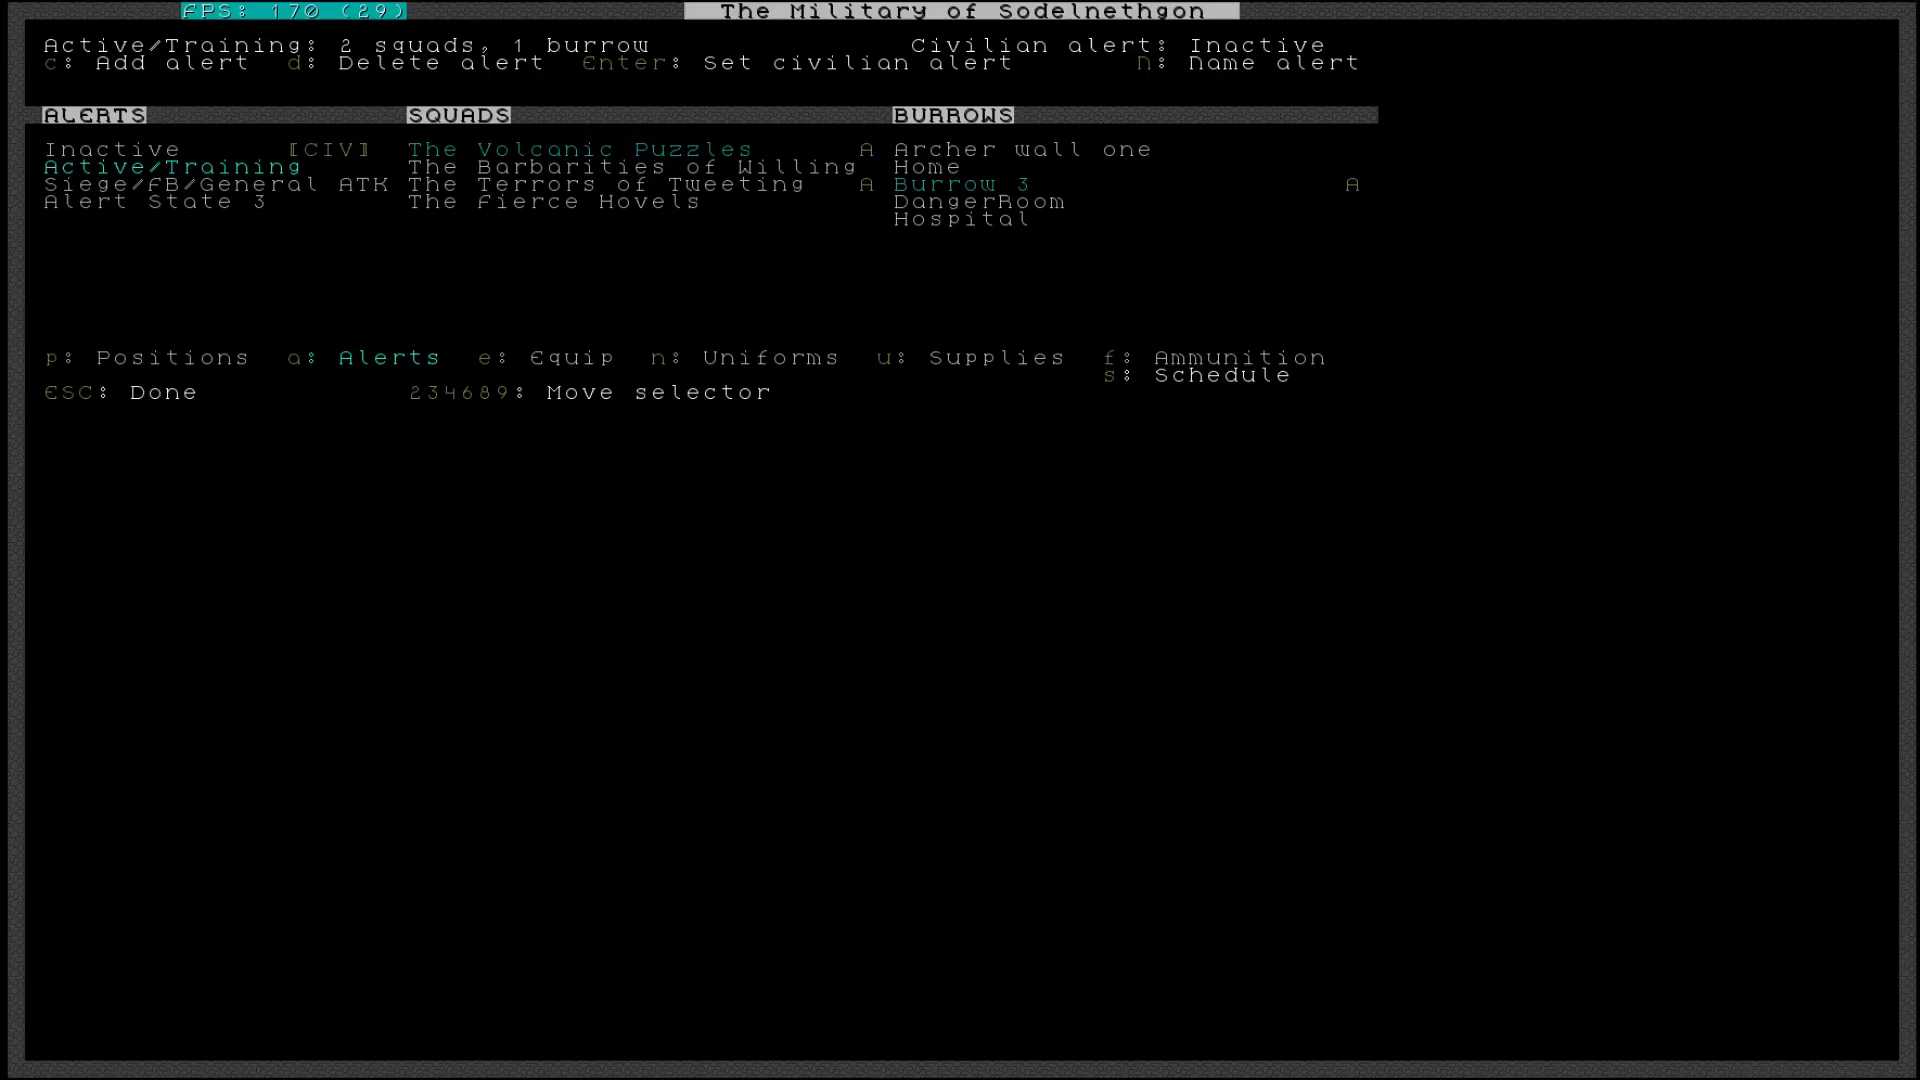 FPS: 170 (29)
The Military of Sodelnethgon
Active/Training: 2 squads, 1 burrow Civilian alert: Inactive
c: Add alert d: Delete alert Enter: Set civilian alert N: Name alert
ALERTS SQUADS BURROWS
Inactive [CIV] The Volcanic Puzzles A Archer wall one
Active/Training The Barbarities of Willing Home
Siege/FB/General ATK The Terrors of Tweeting A Burrow 3 A
Alert State 3 The Fierce Hovels DangerRoom
Hospital
p: Positions a: Alerts e: Equip n: Uniforms u: Supplies f: Ammunition
s: Schedule
ESC: Done 234689: Move selector